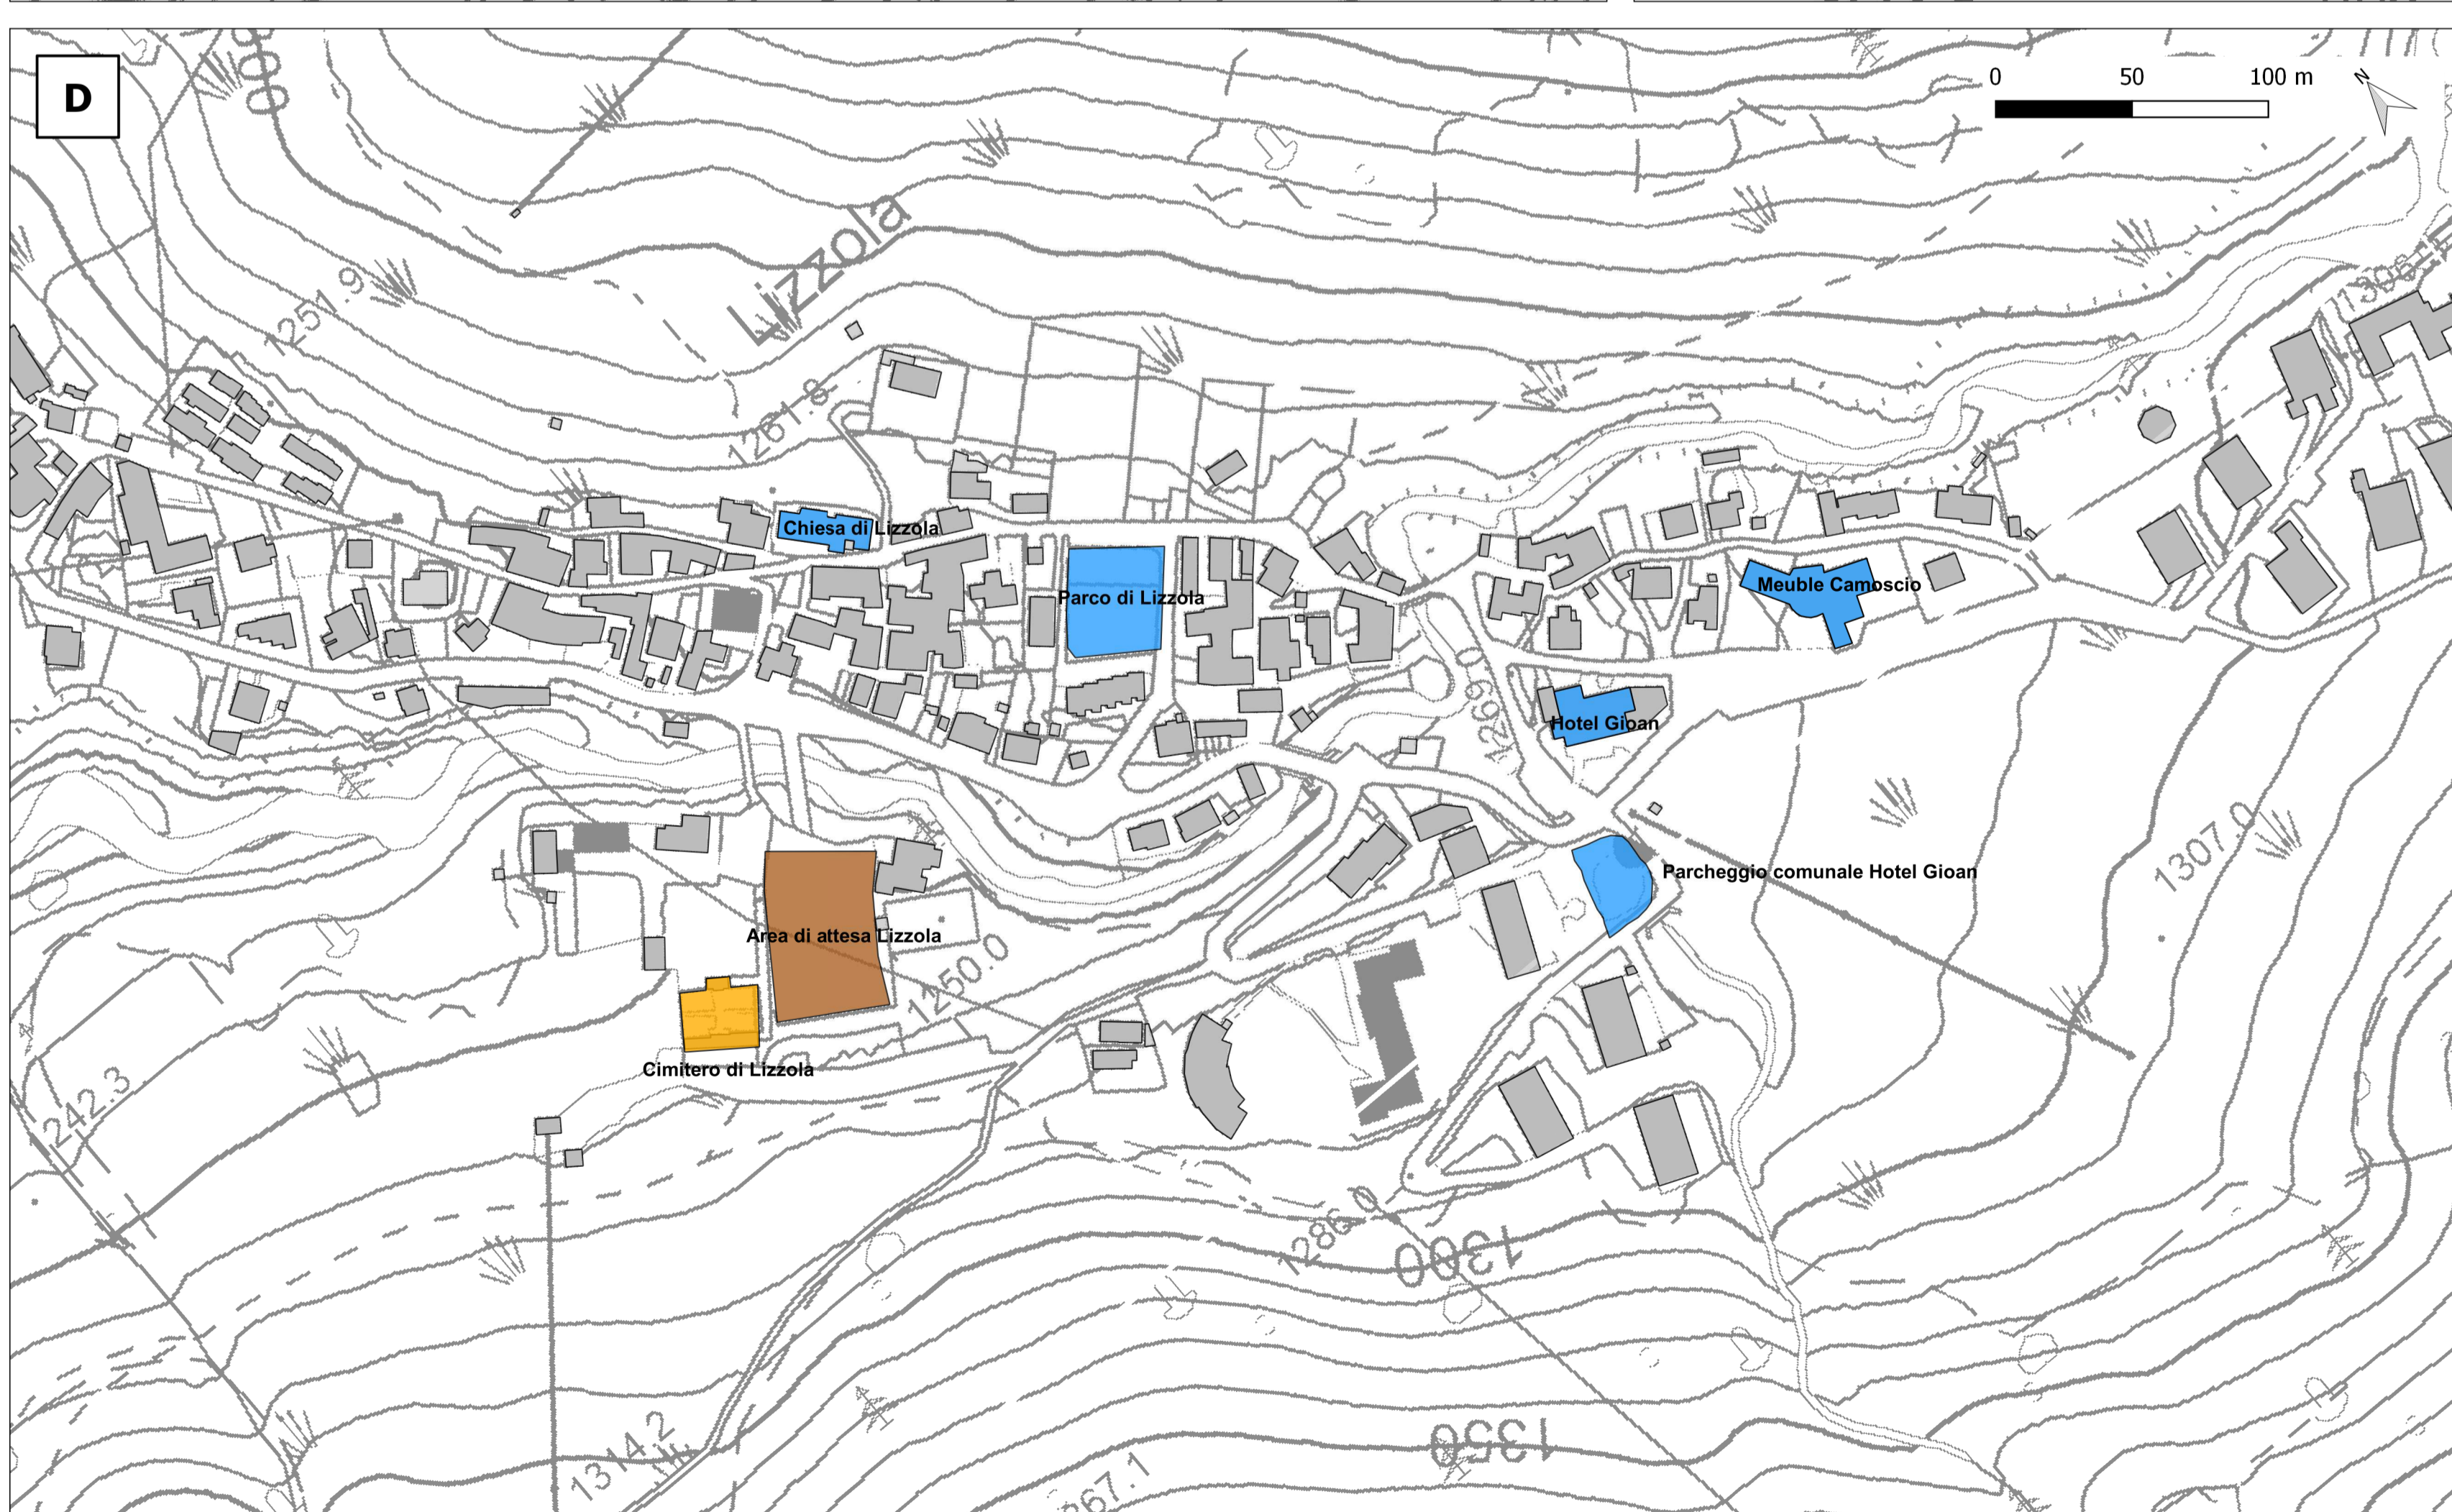 D
0 50 100 m
N
Lizzola
1251.9
1261.8
Chiesa di Lizzola
Parco di Lizzola
Meuble Camoscio
Hotel Gioan
1269.0
Parcheggio comunale Hotel Gioan
1307.0
Area di attesa Lizzola
1250.0
Cimitero di Lizzola
242.3
1286.0
1300
1314.2
1350
367.1